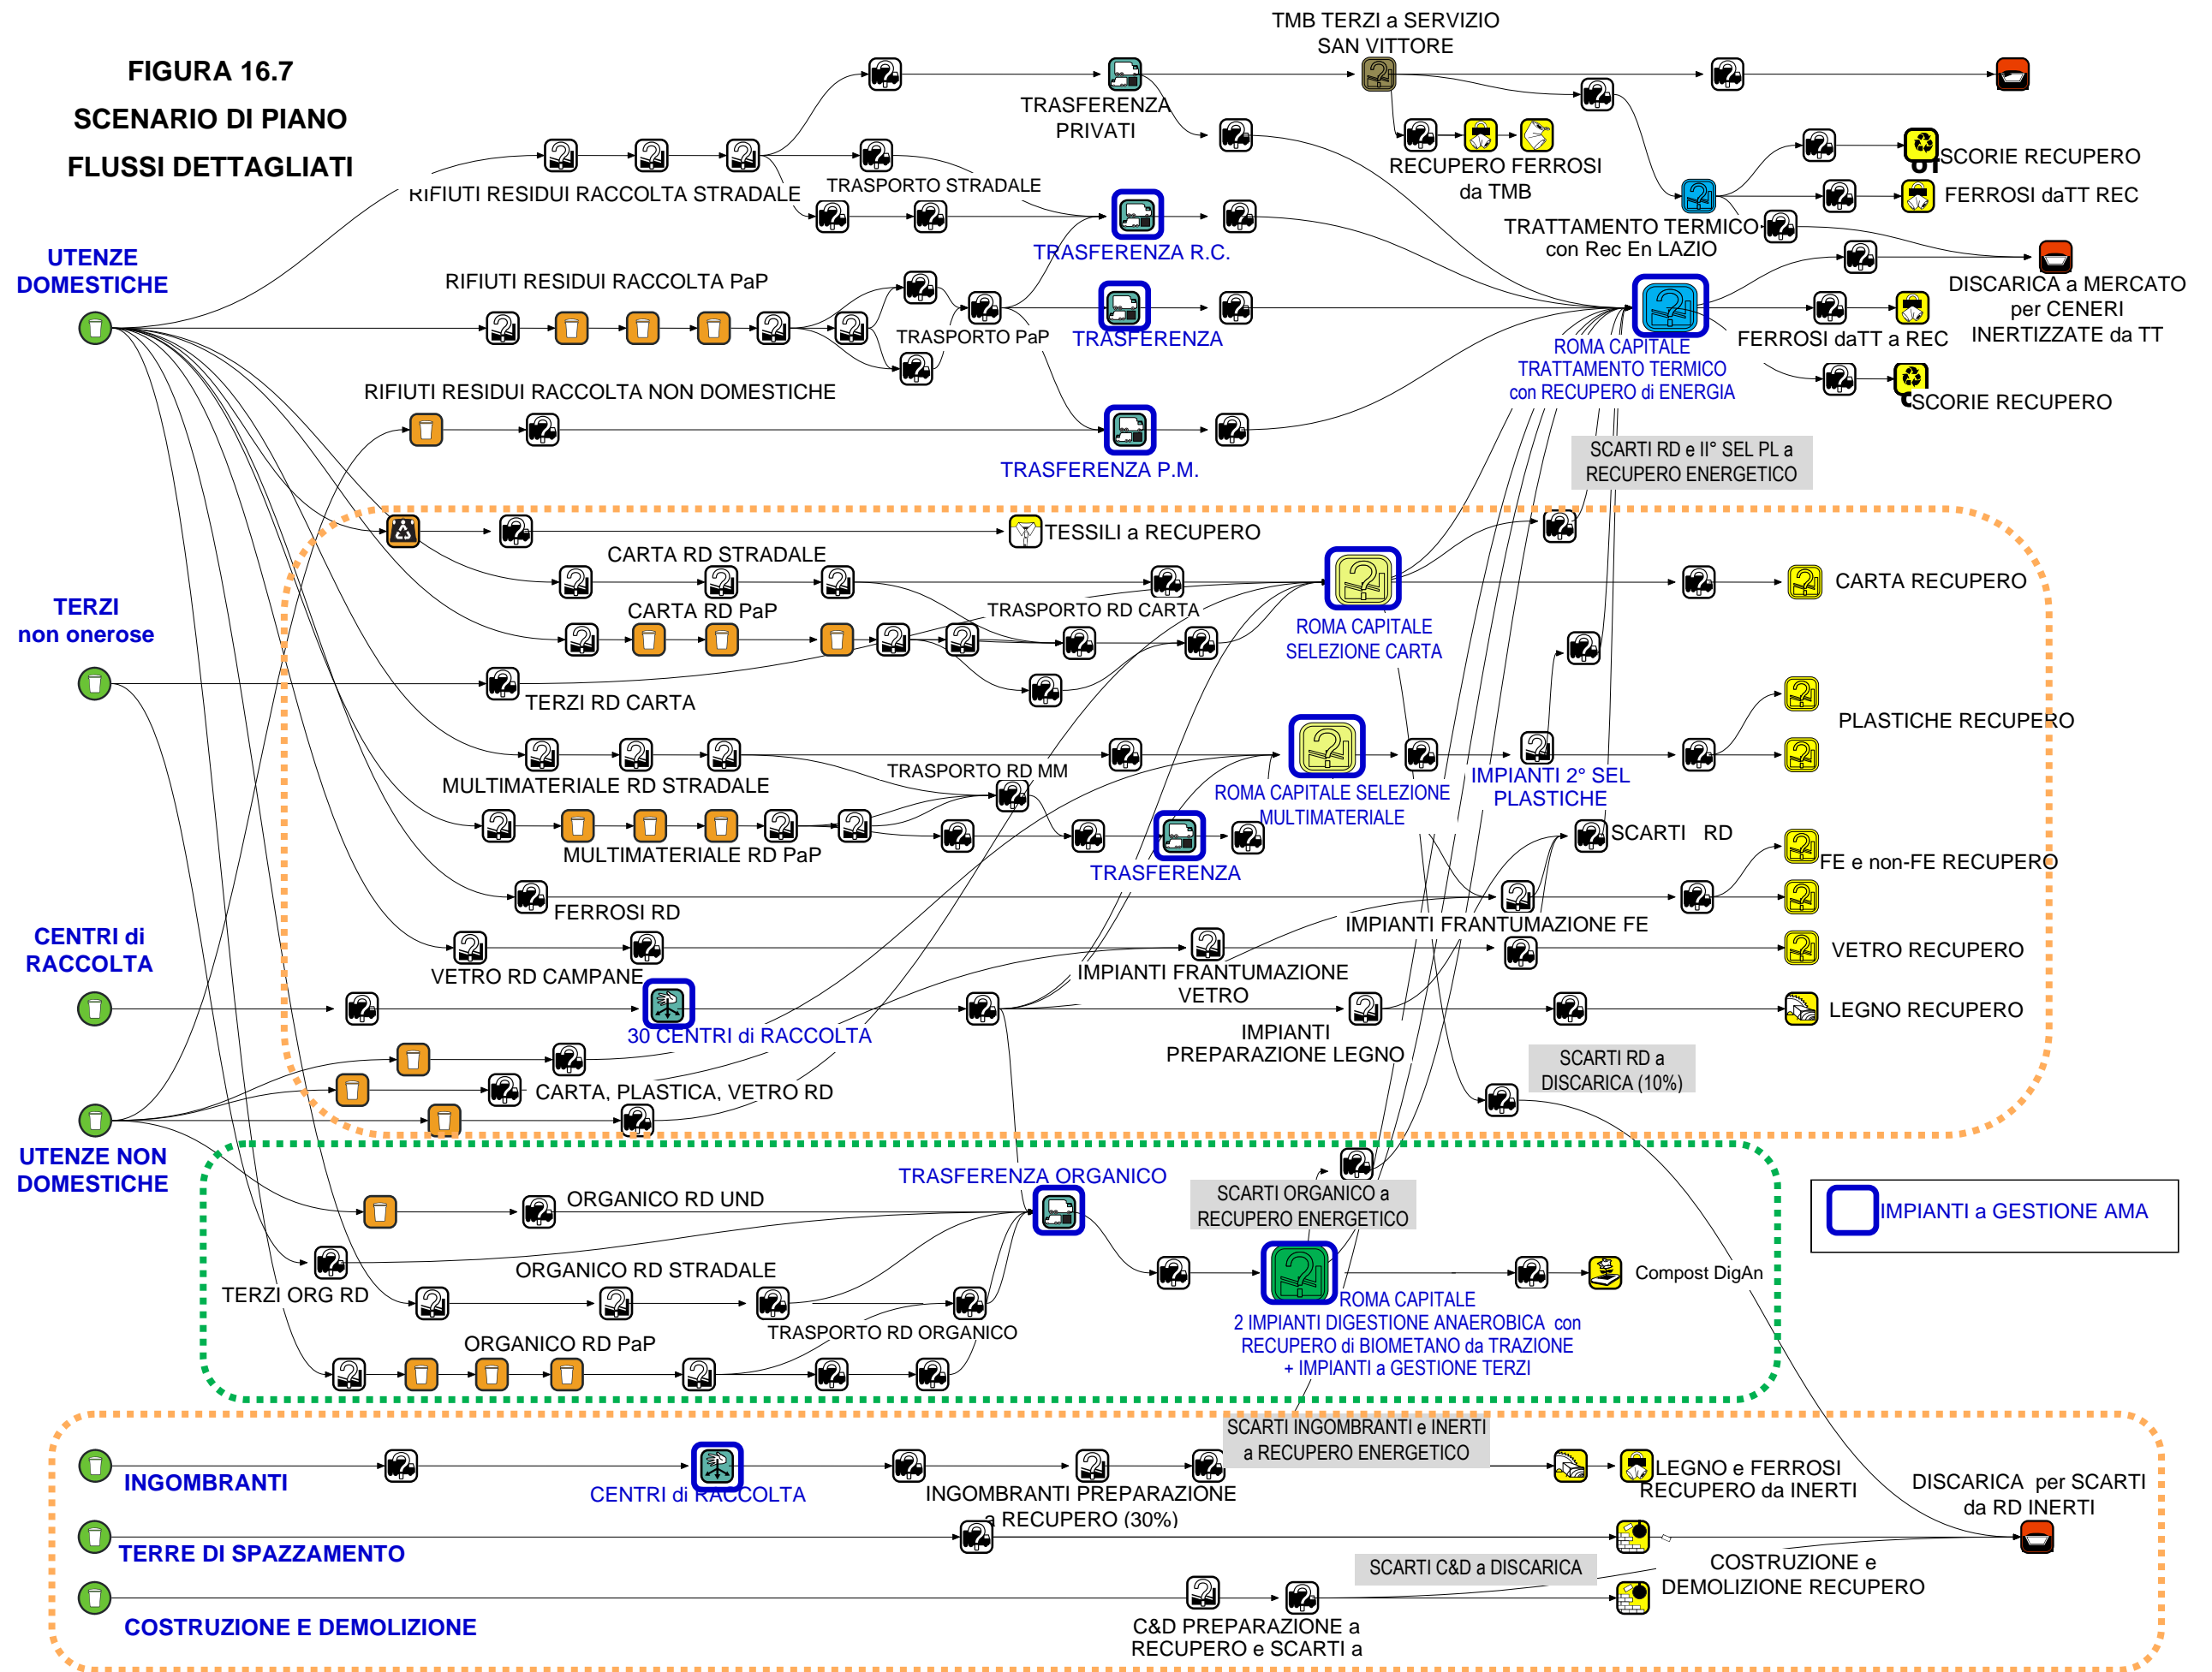 FIGURA 16.7
SCENARIO DI PIANO
FLUSSI DETTAGLIATI
TMB TERZI a SERVIZIO
SAN VITTORE
TRASFERENZA
PRIVATI
RECUPERO FERROSI
da TMB
SCORIE RECUPERO
FERROSI daTT REC
TRATTAMENTO TERMICO
con Rec En LAZIO
RIFIUTI RESIDUI RACCOLTA STRADALE
TRASPORTO STRADALE
TRASFERENZA R.C.
UTENZE
DOMESTICHE
RIFIUTI RESIDUI RACCOLTA PaP
TRASPORTO PaP
TRASFERENZA
DISCARICA a MERCATO
per CENERI
INERTIZZATE da TT
FERROSI daTT a REC
ROMA CAPITALE
TRATTAMENTO TERMICO
con RECUPERO di ENERGIA
SCORIE RECUPERO
RIFIUTI RESIDUI RACCOLTA NON DOMESTICHE
TRASFERENZA P.M.
SCARTI RD e II° SEL PL a
RECUPERO ENERGETICO
TESSILI a RECUPERO
CARTA RD STRADALE
CARTA RECUPERO
TERZI
non onerose
CARTA RD PaP
TRASPORTO RD CARTA
ROMA CAPITALE
SELEZIONE CARTA
TERZI RD CARTA
PLASTICHE RECUPERO
MULTIMATERIALE RD STRADALE
TRASPORTO RD MM
ROMA CAPITALE SELEZIONE
MULTIMATERIALE
IMPIANTI 2° SEL
PLASTICHE
MULTIMATERIALE RD PaP
TRASFERENZA
SCARTI RD
FE e non-FE RECUPERO
FERROSI RD
IMPIANTI FRANTUMAZIONE FE
CENTRI di
RACCOLTA
VETRO RD CAMPANE
IMPIANTI FRANTUMAZIONE
VETRO
VETRO RECUPERO
30 CENTRI di RACCOLTA
IMPIANTI
PREPARAZIONE LEGNO
LEGNO RECUPERO
SCARTI RD a
DISCARICA (10%)
CARTA, PLASTICA, VETRO RD
UTENZE NON
DOMESTICHE
TRASFERENZA ORGANICO
ORGANICO RD UND
SCARTI ORGANICO a
RECUPERO ENERGETICO
IMPIANTI a GESTIONE AMA
TERZI ORG RD
ORGANICO RD STRADALE
Compost DigAn
TRASPORTO RD ORGANICO
ORGANICO RD PaP
ROMA CAPITALE
2 IMPIANTI DIGESTIONE ANAEROBICA con
RECUPERO di BIOMETANO da TRAZIONE
+ IMPIANTI a GESTIONE TERZI
SCARTI INGOMBRANTI e INERTI
a RECUPERO ENERGETICO
INGOMBRANTI
CENTRI di RACCOLTA
INGOMBRANTI PREPARAZIONE
a RECUPERO (30%)
LEGNO e FERROSI
RECUPERO da INERTI
DISCARICA per SCARTI
da RD INERTI
TERRE DI SPAZZAMENTO
SCARTI C&D a DISCARICA
COSTRUZIONE e
DEMOLIZIONE RECUPERO
COSTRUZIONE E DEMOLIZIONE
C&D PREPARAZIONE a
RECUPERO e SCARTI a